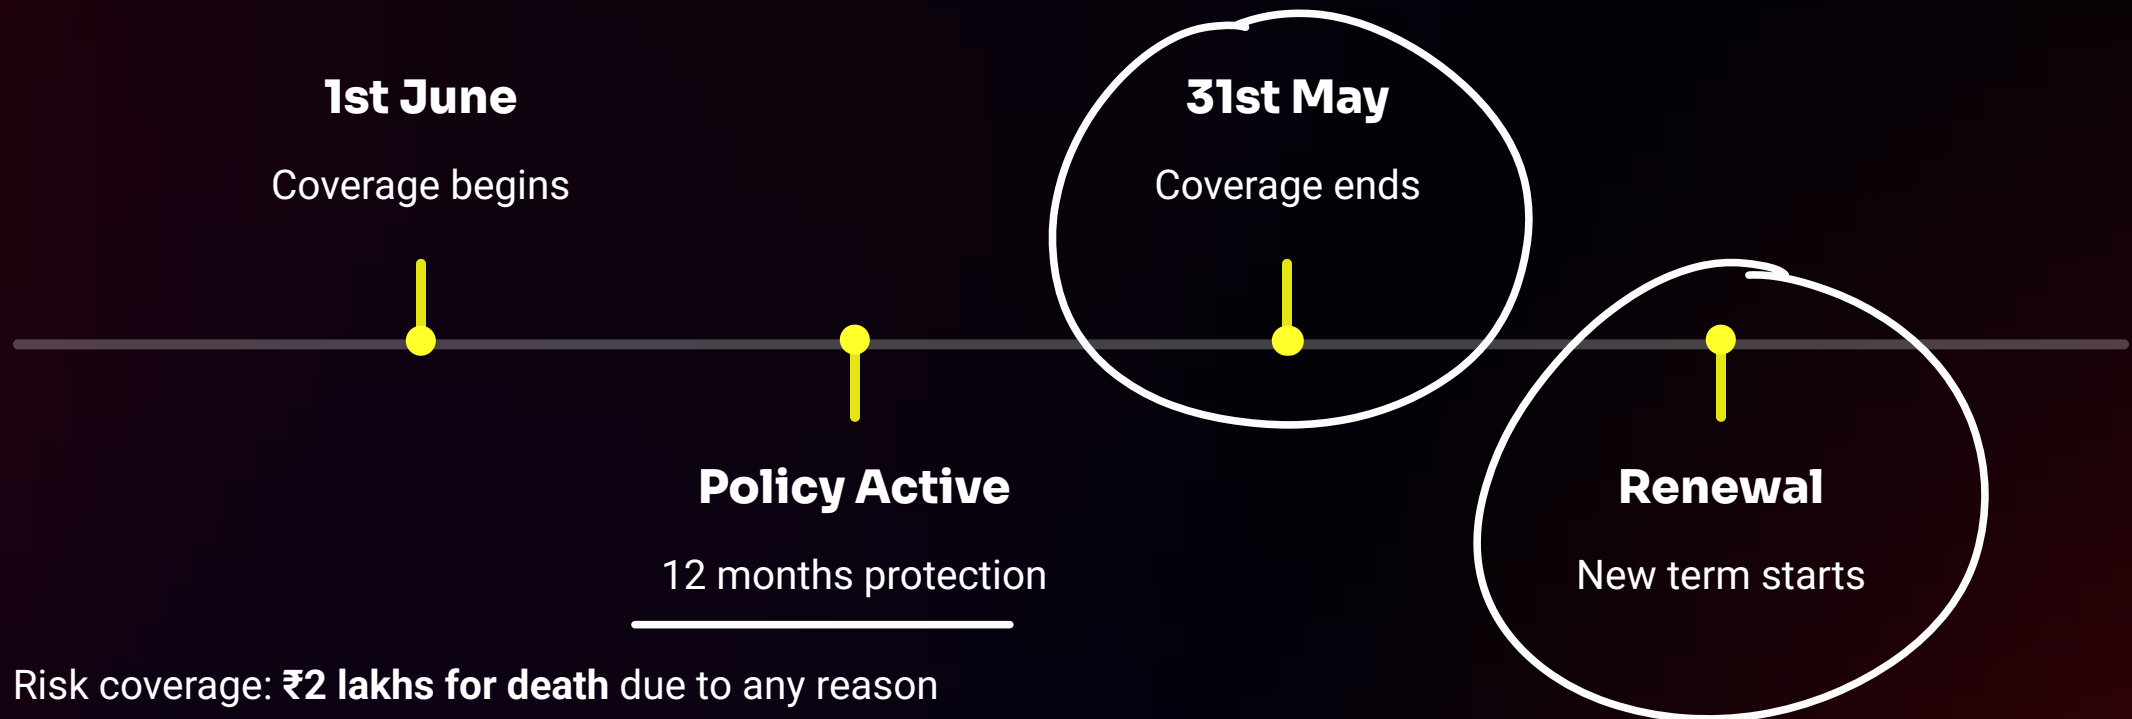 1st June
Coverage begins
31st May
Coverage ends
Policy Active
12 months protection
Renewal
New term starts
Risk coverage: ₹2 lakhs for death due to any reason